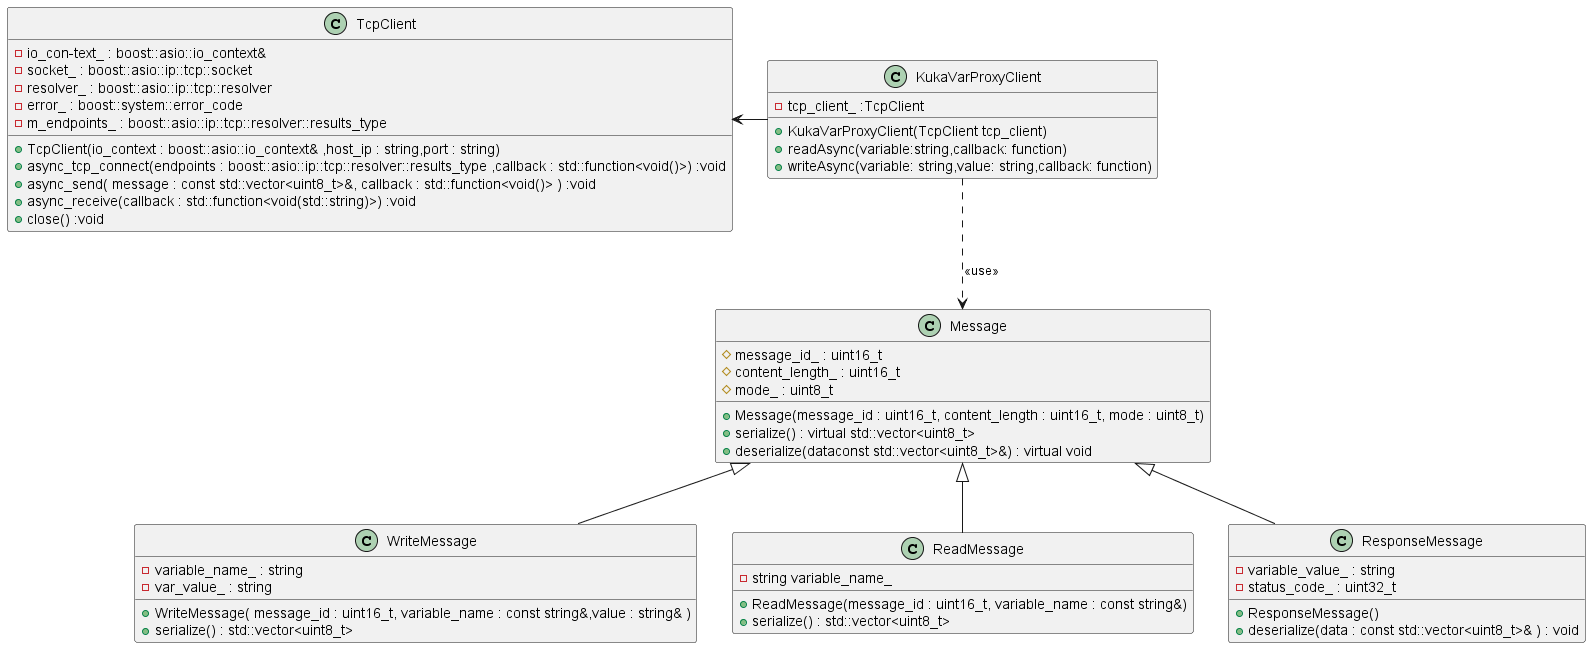 C TcpClient
io_con-text_ : boost::asio::io_context&
socket_ : boost::asio::ip::tcp::socket
resolver_ : boost::asio::ip::tcp::resolver
error_ : boost::system::error_code
m_endpoints_ : boost::asio::ip::tcp::resolver::results_type
TcpClient(io_context : boost::asio::io_context& ,host_ip : string,port : string)
async_tcp_connect(endpoints : boost::asio::ip::tcp::resolver::results_type ,callback : std::function<void()>) :void
async_send( message : const std::vector<uint8_t>&, callback : std::function<void()> ) :void
async_receive(callback : std::function<void(std::string)>) :void
close() :void
C KukaVarProxyClient
tcp_client_ :TcpClient
KukaVarProxyClient(TcpClient tcp_client)
readAsync(variable:string,callback: function)
writeAsync(variable: string,value: string,callback: function)
«use»
C Message
message_id_ : uint16_t
content_length_ : uint16_t
mode_ : uint8_t
Message(message_id : uint16_t, content_length : uint16_t, mode : uint8_t)
serialize() : virtual std::vector<uint8_t>
deserialize(dataconst std::vector<uint8_t>&) : virtual void
C WriteMessage
variable_name_ : string
var_value_ : string
WriteMessage( message_id : uint16_t, variable_name : const string&,value : string& )
serialize() : std::vector<uint8_t>
C ReadMessage
string variable_name_
ReadMessage(message_id : uint16_t, variable_name : const string&)
serialize() : std::vector<uint8_t>
C ResponseMessage
variable_value_ : string
status_code_ : uint32_t
ResponseMessage()
deserialize(data : const std::vector<uint8_t>& ) : void